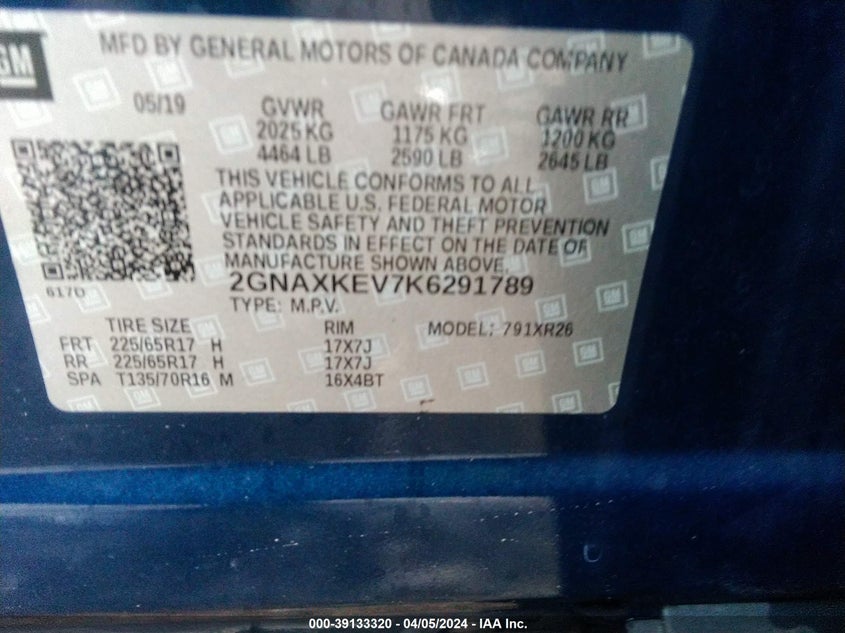 GM
MFD BY GENERAL MOTORS OF CANADA COMPANY
05/19 GVWR GAWR FRT GAWR RR
2025 KG 1175 KG 1200 KG
4464 LB 2590 LB 2645 LB
THIS VEHICLE CONFORMS TO ALL
APPLICABLE U.S. FEDERAL MOTOR
VEHICLE SAFETY AND THEFT PREVENTION
STANDARDS IN EFFECT ON THE DATE OF
MANUFACTURE SHOWN ABOVE.
617D 2GNAXKEV7K6291789
TYPE: M.P.V.
TIRE SIZE RIM MODEL: 791XR26
FRT 225/65R17 H 17X7J
RR 225/65R17 H 17X7J
SPA T135/70R16 M 16X4BT
000-39133320 / 04/05/2024 - IAA Inc.